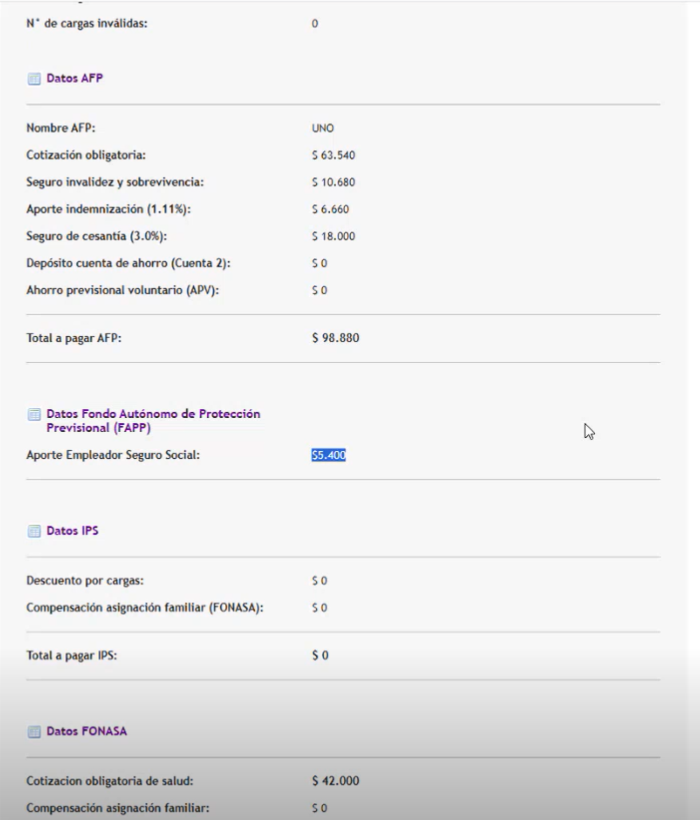 N° de cargas inválidas: 0
Datos AFP
Nombre AFP: UNO
Cotización obligatoria: $ 63.540
Seguro invalidez y sobrevivencia: $ 10.680
Aporte indemnización (1.11%): $ 6.660
Seguro de cesantía (3.0%): $ 18.000
Depósito cuenta de ahorro (Cuenta 2): $ 0
Ahorro previsional voluntario (APV): $ 0
Total a pagar AFP: $ 98.880
Datos Fondo Autónomo de Protección
Previsional (FAPP)
Aporte Empleador Seguro Social: $5.400
Datos IPS
Descuento por cargas: $ 0
Compensación asignación familiar (FONASA): $ 0
Total a pagar IPS: $ 0
Datos FONASA
Cotizacion obligatoria de salud: $ 42.000
Compensación asignación familiar: $ 0